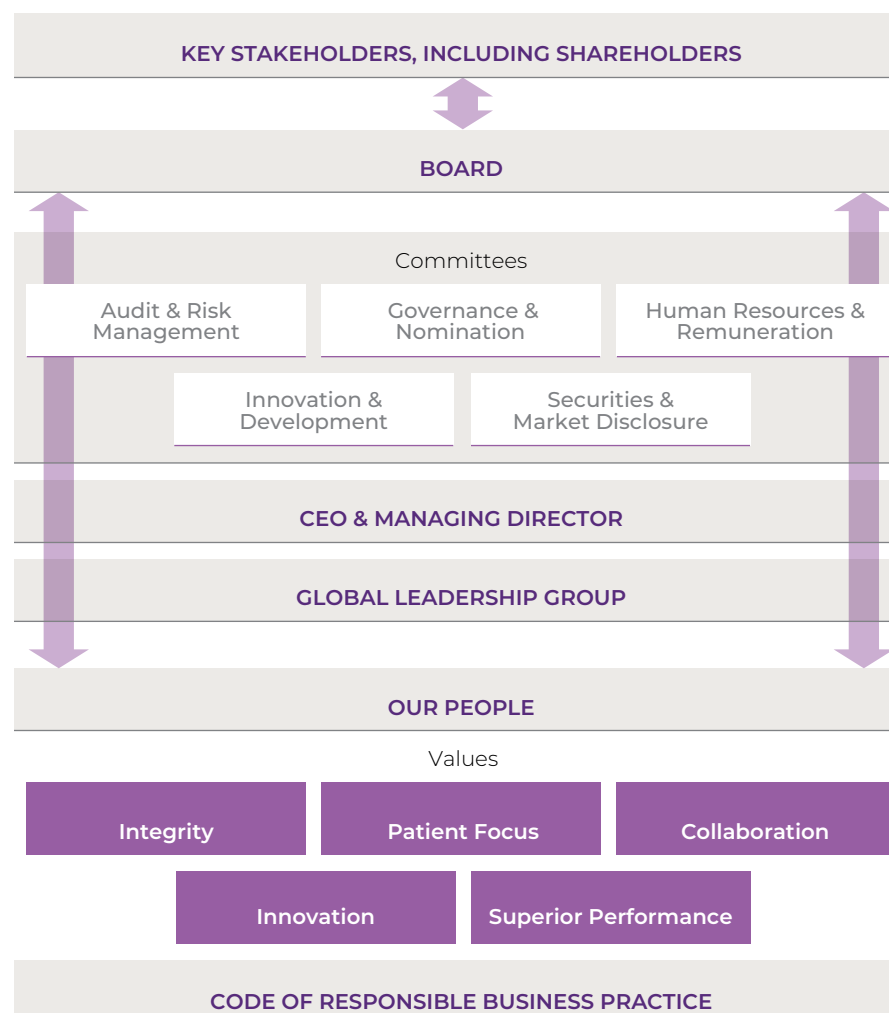 KEY STAKEHOLDERS, INCLUDING SHAREHOLDERS
BOARD
Committees
Audit & Risk
Management
Governance &
Nomination
Human Resources &
Remuneration
Innovation &
Development
Securities &
Market Disclosure
CEO & MANAGING DIRECTOR
GLOBAL LEADERSHIP GROUP
OUR PEOPLE
Values
Integrity
Patient Focus
Collaboration
Innovation
Superior Performance
CODE OF RESPONSIBLE BUSINESS PRACTICE